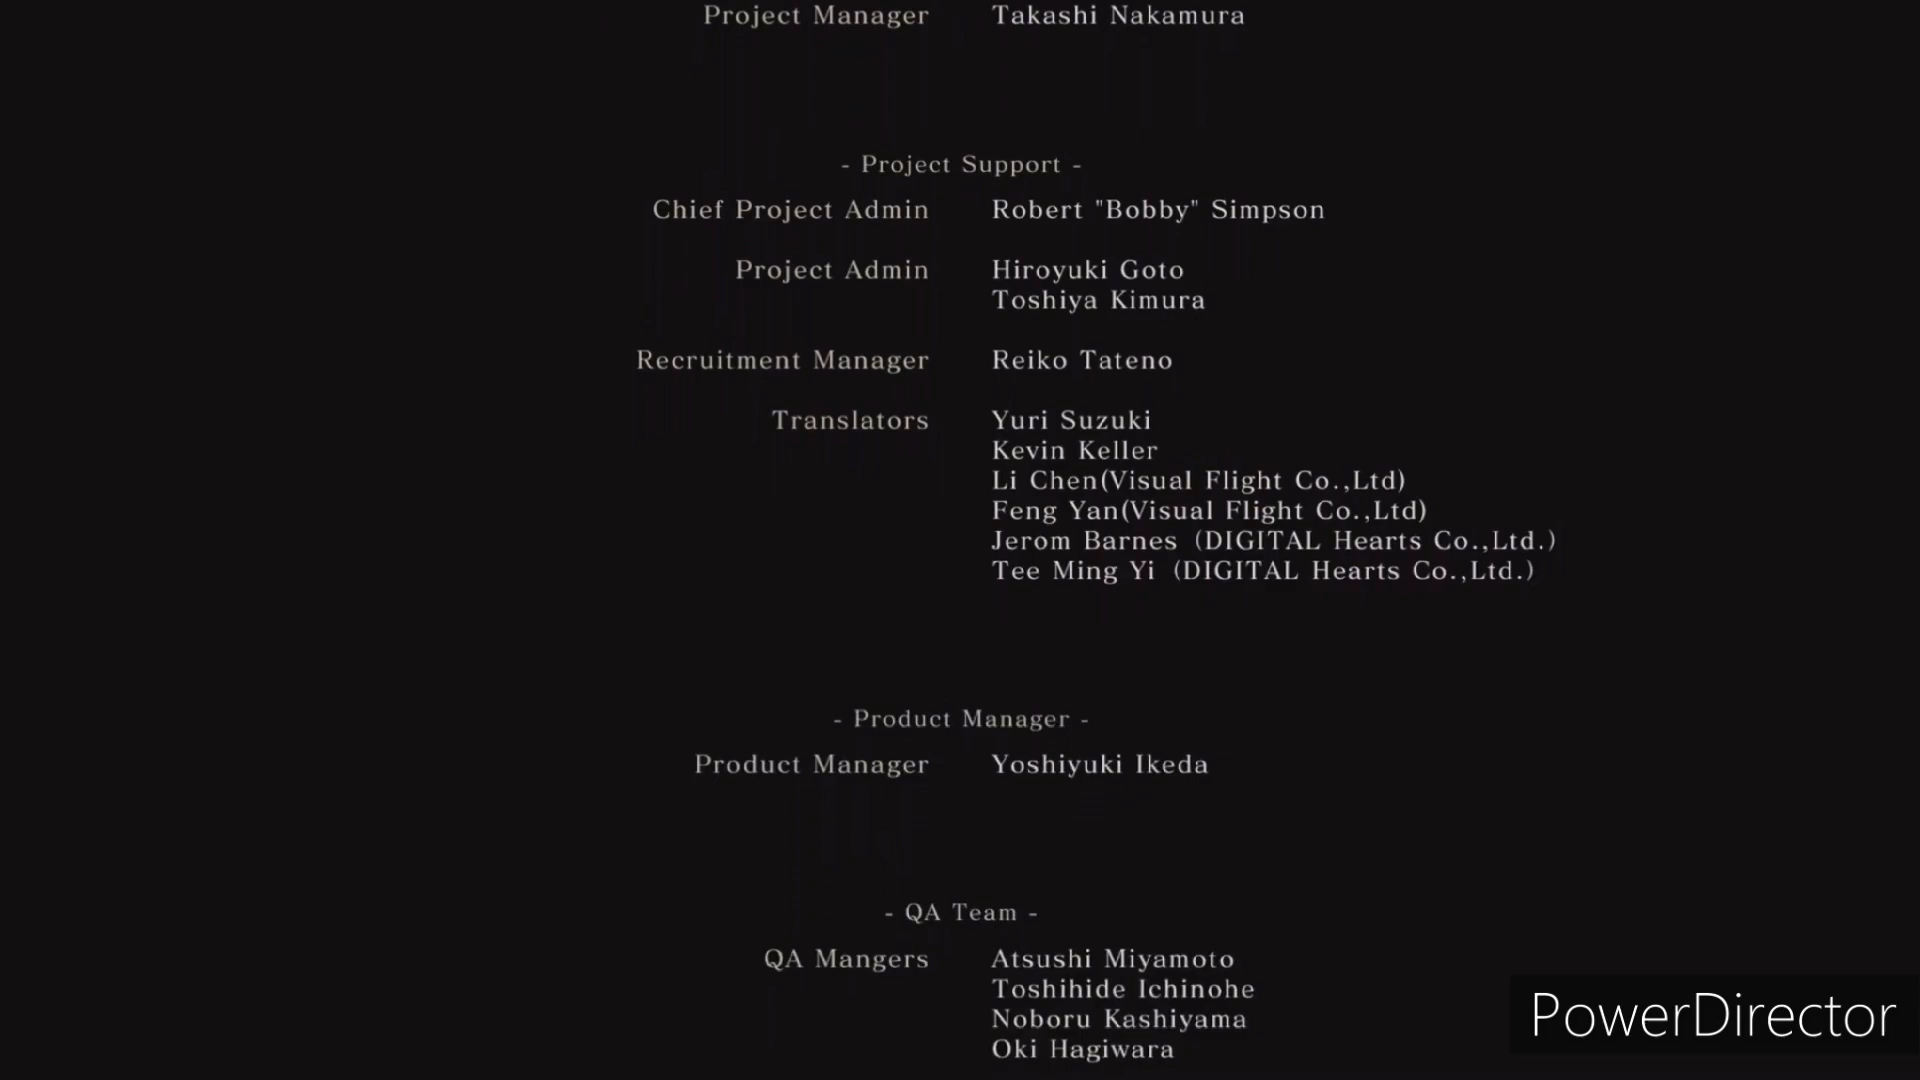 Project Manager Takashi Nakamura
- Project Support -
Chief Project Admin Robert "Bobby" Simpson
Project Admin Hiroyuki Goto
Toshiya Kimura
Recruitment Manager Reiko Tateno
Translators Yuri Suzuki
Kevin Keller
Li Chen(Visual Flight Co.,Ltd)
Feng Yan(Visual Flight Co.,Ltd)
Jerom Barnes (DIGITAL Hearts Co.,Ltd.)
Tee Ming Yi (DIGITAL Hearts Co.,Ltd.)
- Product Manager -
Product Manager Yoshiyuki Ikeda
- QA Team -
QA Mangers Atsushi Miyamoto
Toshihide Ichinohe
Noboru Kashiyama
Oki Hagiwara
PowerDirector